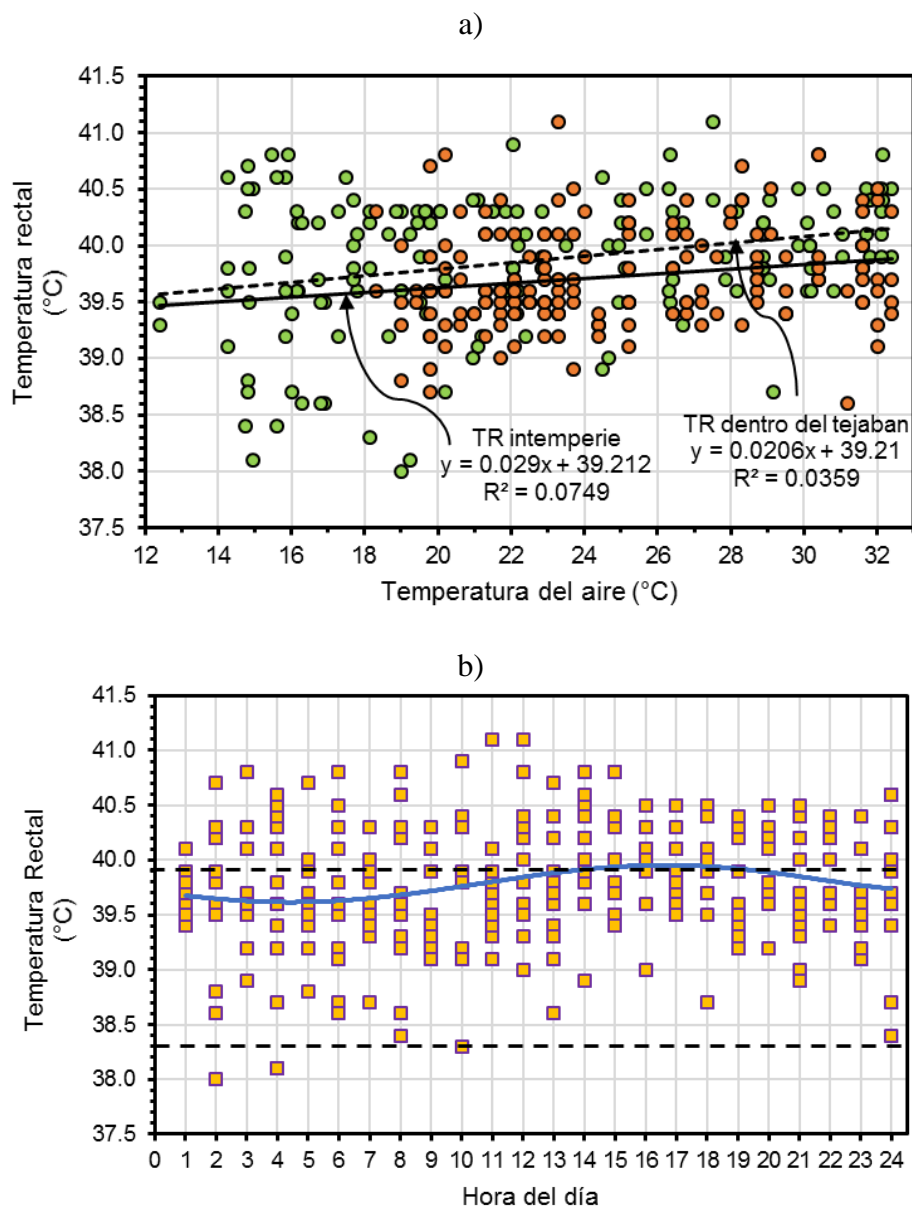 a)
41.5
41.0
40.5
40.0
39.5
39.0
38.5
38.0
37.5
Temperatura rectal
(°C)
TR intemperie
y = 0.029x + 39.212
R² = 0.0749
TR dentro del tejaban
y = 0.0206x + 39.21
R² = 0.0359
12 14 16 18 20 22 24 26 28 30 32
Temperatura del aire (°C)
b)
41.5
41.0
40.5
40.0
39.5
39.0
38.5
38.0
37.5
Temperatura Rectal
(°C)
0 1 2 3 4 5 6 7 8 9 10 11 12 13 14 15 16 17 18 19 20 21 22 23 24
Hora del día